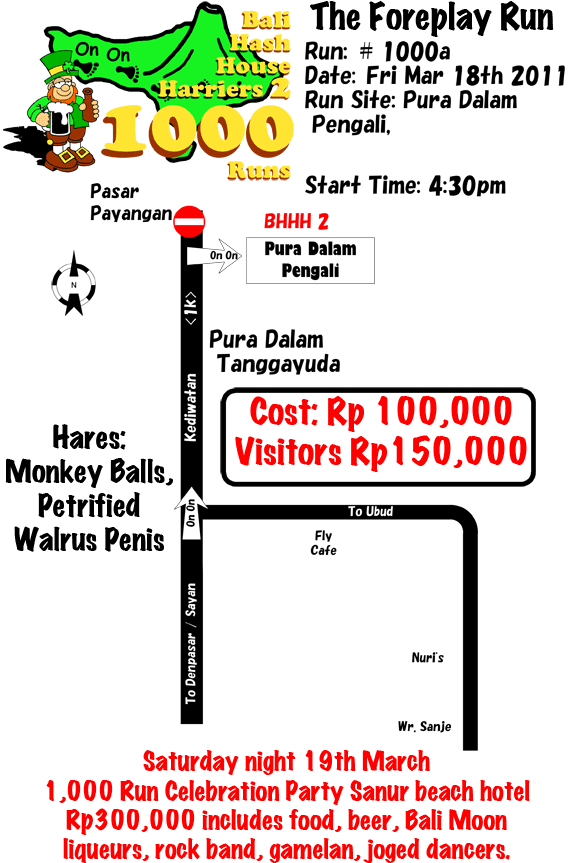 Bali
Hash
House
Harriers 2
1000
Runs
On On
The Foreplay Run
Run: # 1000a
Date: Fri Mar 18th 2011
Run Site: Pura Dalam
Pengali,
Start Time: 4:30pm
Pasar
Payangan
BHHH 2
On On
Pura Dalam
Pengali
N
<1K>
Pura Dalam
Tanggayuda
Kediwatan
Cost: Rp 100,000
Visitors Rp150,000
Hares:
Monkey Balls,
Petrified
Walrus Penis
On On
To Ubud
Fly
Cafe
To Denpasar / Sayan
Nuri's
Wr. Sanje
Saturday night 19th March
1,000 Run Celebration Party Sanur beach hotel
Rp300,000 includes food, beer, Bali Moon
liqueurs, rock band, gamelan, joged dancers.